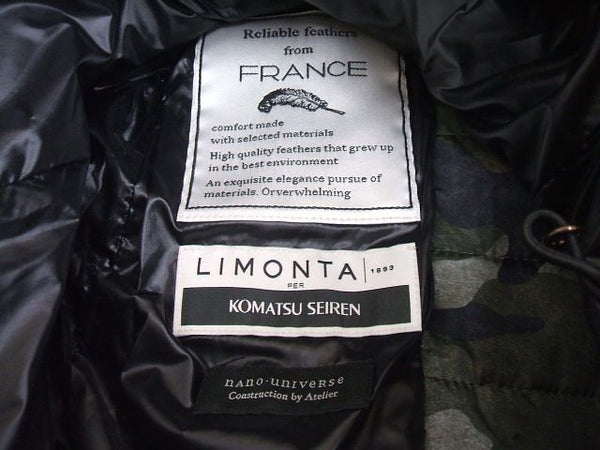 Reliable feathers
from
FRANCE
comfort made
with selected materials
High quality feathers that grew up
in the best environment
An exquisite elegance pursue of
materials. Orverwhelming
LIMONTA 1893
PER
KOMATSU SEIREN
nano·universe
Construction by Atelier